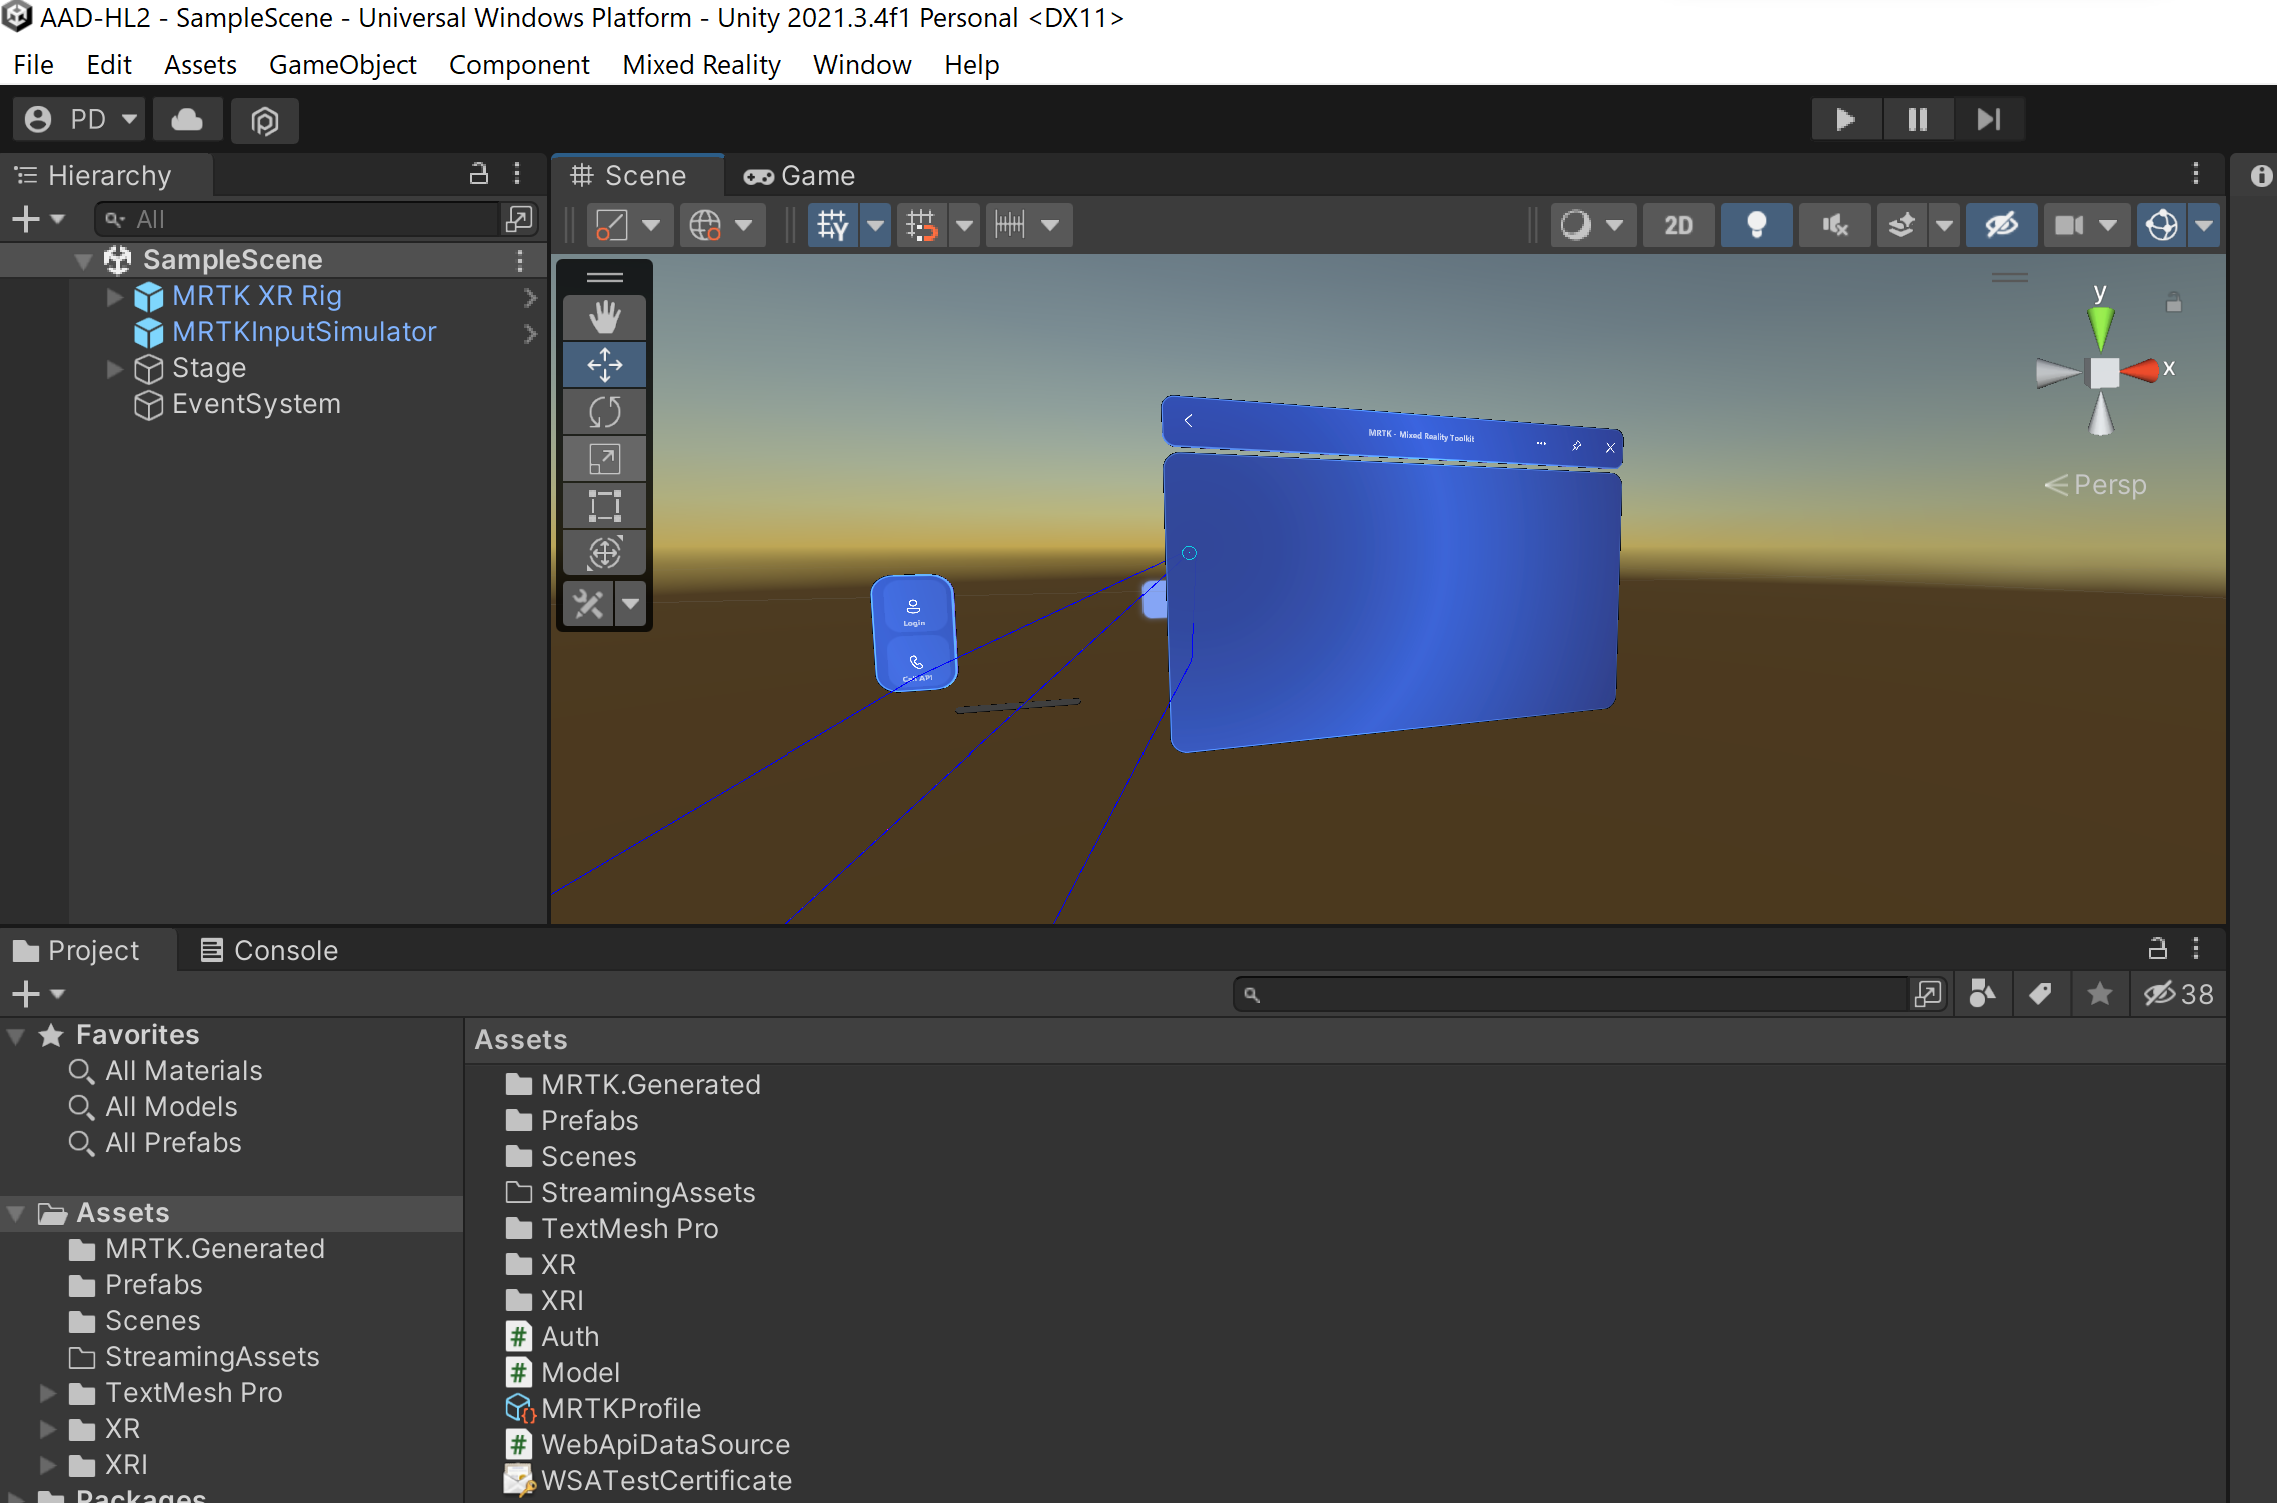 AAD-HL2 - SampleScene - Universal Windows Platform - Unity 2021.3.4f1 Personal <DX11>
File Edit Assets GameObject Component Mixed Reality Window Help
PD
Hierarchy
Scene
Game
All
2D
SampleScene
MRTK XR Rig
MRTKInputSimulator
Stage
EventSystem
y
x
Persp
MRTK - Mixed Reality Toolkit
Login
Call API
Project
Console
38
Favorites
All Materials
All Models
All Prefabs
Assets
MRTK.Generated
Prefabs
Scenes
StreamingAssets
TextMesh Pro
XR
XRI
Packages
Assets
MRTK.Generated
Prefabs
Scenes
StreamingAssets
TextMesh Pro
XR
XRI
Auth
Model
MRTKProfile
WebApiDataSource
WSATestCertificate